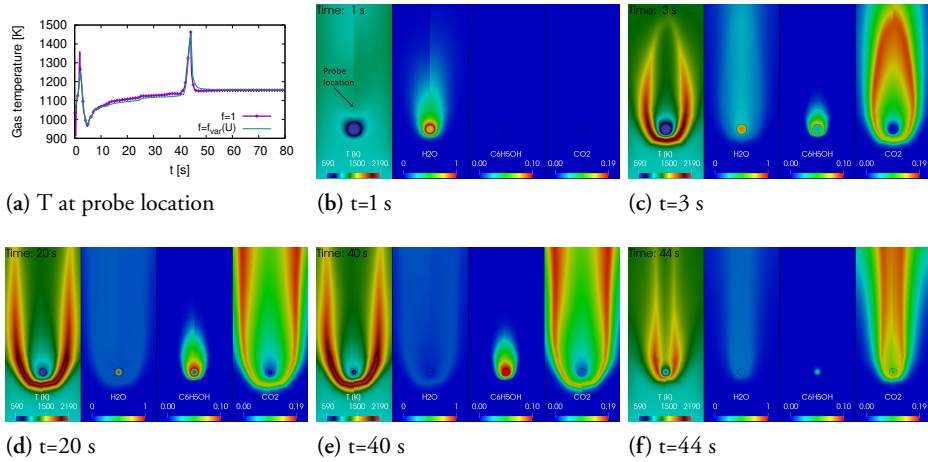 1500
1400
1300
1200
1100
1000
900
Gas temperature [K]
f=1
f=fvar(U)
0 10 20 30 40 50 60 70 80
t [s]
(a) T at probe location
Time: 1 s
Probe
location
T (K) H2O C6H5OH CO2
590 1500 2190 0 1 0.00 0.10 0.00 0.19
(b) t=1 s
Time: 3 s
T (K) H2O C6H5OH CO2
590 1500 2190 0 1 0.00 0.10 0.00 0.19
(c) t=3 s
Time: 20 s
T (K) H2O C6H5OH CO2
590 1500 2190 0 1 0.00 0.10 0.00 0.19
(d) t=20 s
Time: 40 s
T (K) H2O C6H5OH CO2
590 1500 2190 0 1 0.00 0.10 0.00 0.19
(e) t=40 s
Time: 44 s
T (K) H2O C6H5OH CO2
590 1500 2190 0 1 0.00 0.10 0.00 0.19
(f) t=44 s